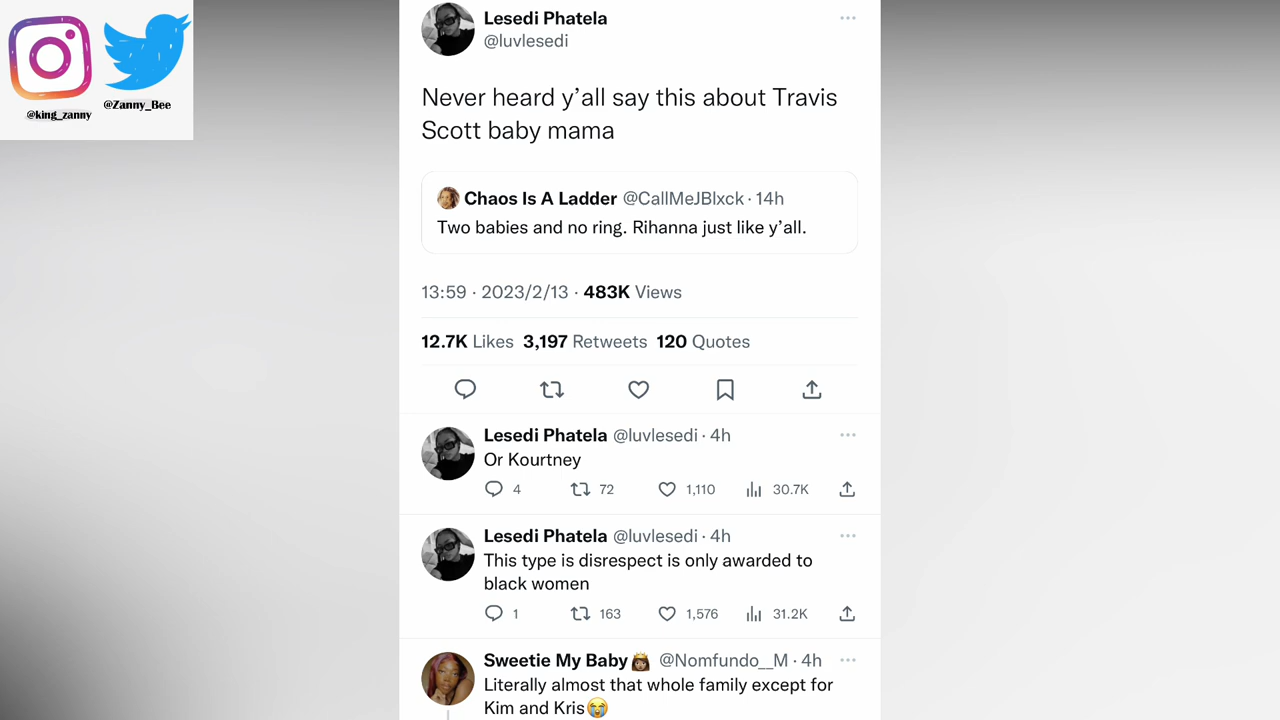 @king_zanny
@Zanny_Bee
Lesedi Phatela
@luvlesedi
Never heard y’all say this about Travis
Scott baby mama
Chaos Is A Ladder @CallMeJBlxck · 14h
Two babies and no ring. Rihanna just like y’all.
13:59 · 2023/2/13 · 483K Views
12.7K Likes 3,197 Retweets 120 Quotes
Lesedi Phatela @luvlesedi · 4h
Or Kourtney
4 72 1,110 30.7K
Lesedi Phatela @luvlesedi · 4h
This type is disrespect is only awarded to
black women
1 163 1,576 31.2K
Sweetie My Baby👸🏽 @Nomfundo__M · 4h
Literally almost that whole family except for
Kim and Kris😭